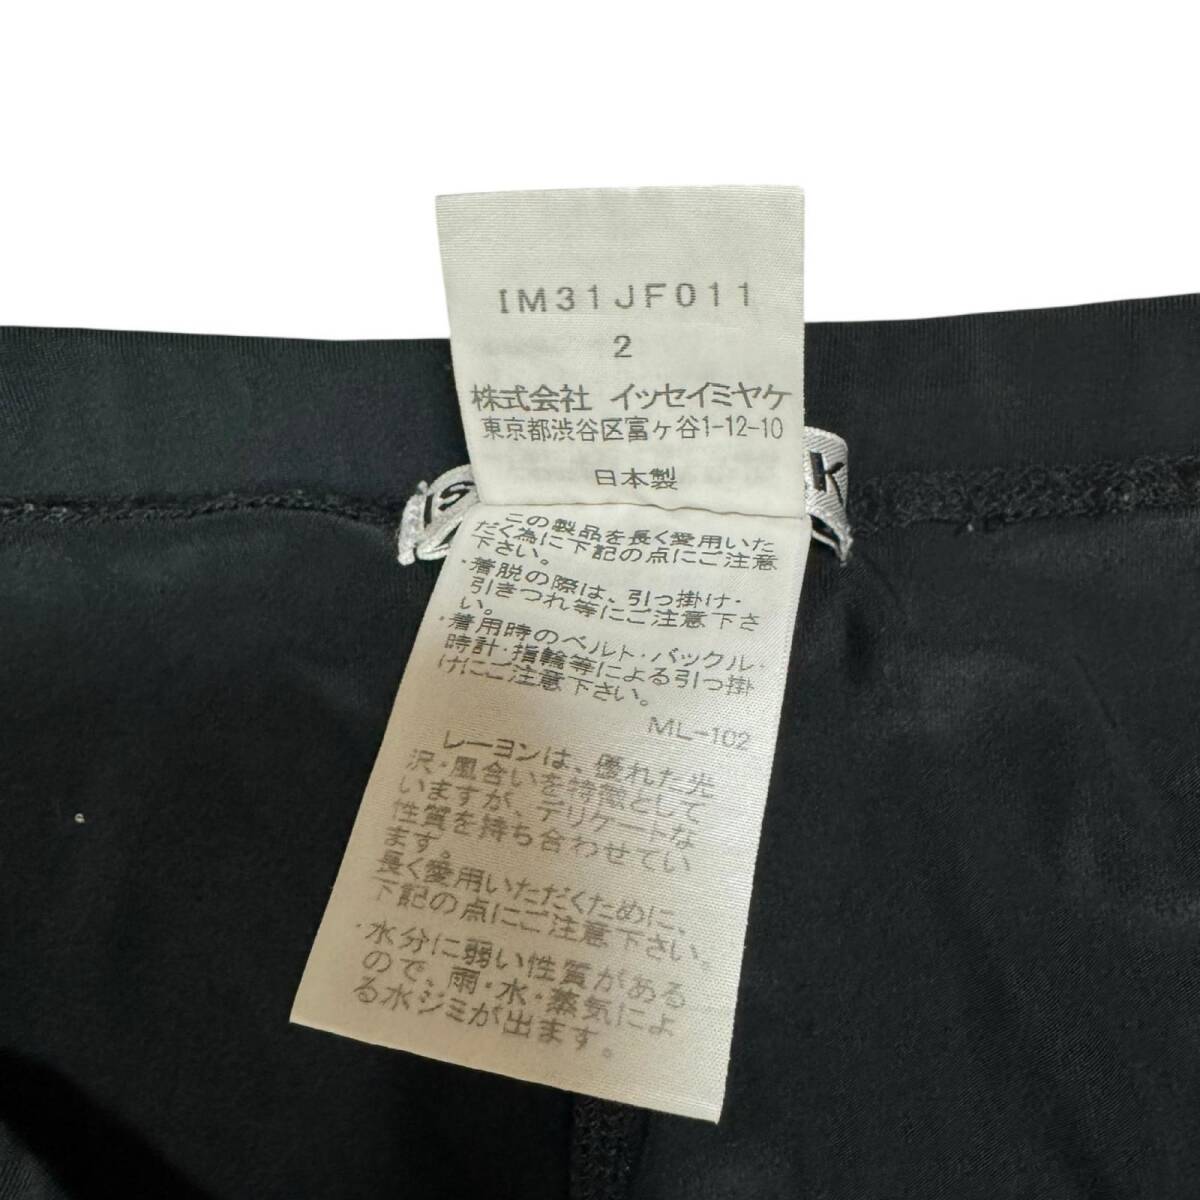 IM31JF011
2
株式会社 イッセイミヤケ
東京都渋谷区富ヶ谷1-12-10
日本製
IS
K
この製品を長く愛用いた
だく為に下記の点にご注意
下さい。
・着脱の際は、引っ掛け・
引きつれ等にご注意下さ
い。
・着用時のベルト・バックル・
時計・指輪等による引っ掛
けにご注意下さい。
ML-102
レーヨンは、優れた光
沢・風合いを特徴として
いますが、デリケートな
性質を持ち合わせてい
ます。
長く愛用いただくために、
下記の点にご注意下さい。
・水分に弱い性質がある
ので、雨・水・蒸気によ
る水ジミが出ます。